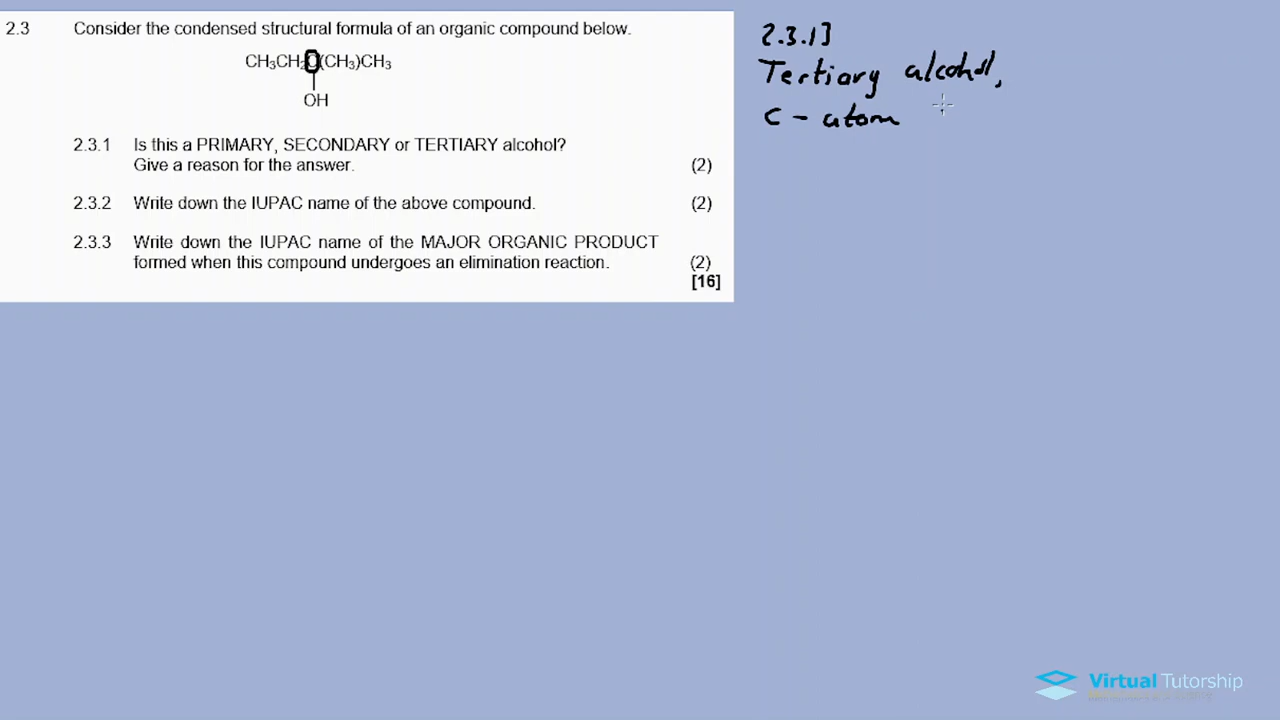 2.3 Consider the condensed structural formula of an organic compound below.
CH₃CH₂C(CH₃)CH₃
OH
2.3.1 Is this a PRIMARY, SECONDARY or TERTIARY alcohol?
Give a reason for the answer. (2)
2.3.2 Write down the IUPAC name of the above compound. (2)
2.3.3 Write down the IUPAC name of the MAJOR ORGANIC PRODUCT
formed when this compound undergoes an elimination reaction. (2)
[16]
2.3.1]
Tertiary alcohol,
C - atom
Virtual Tutorship